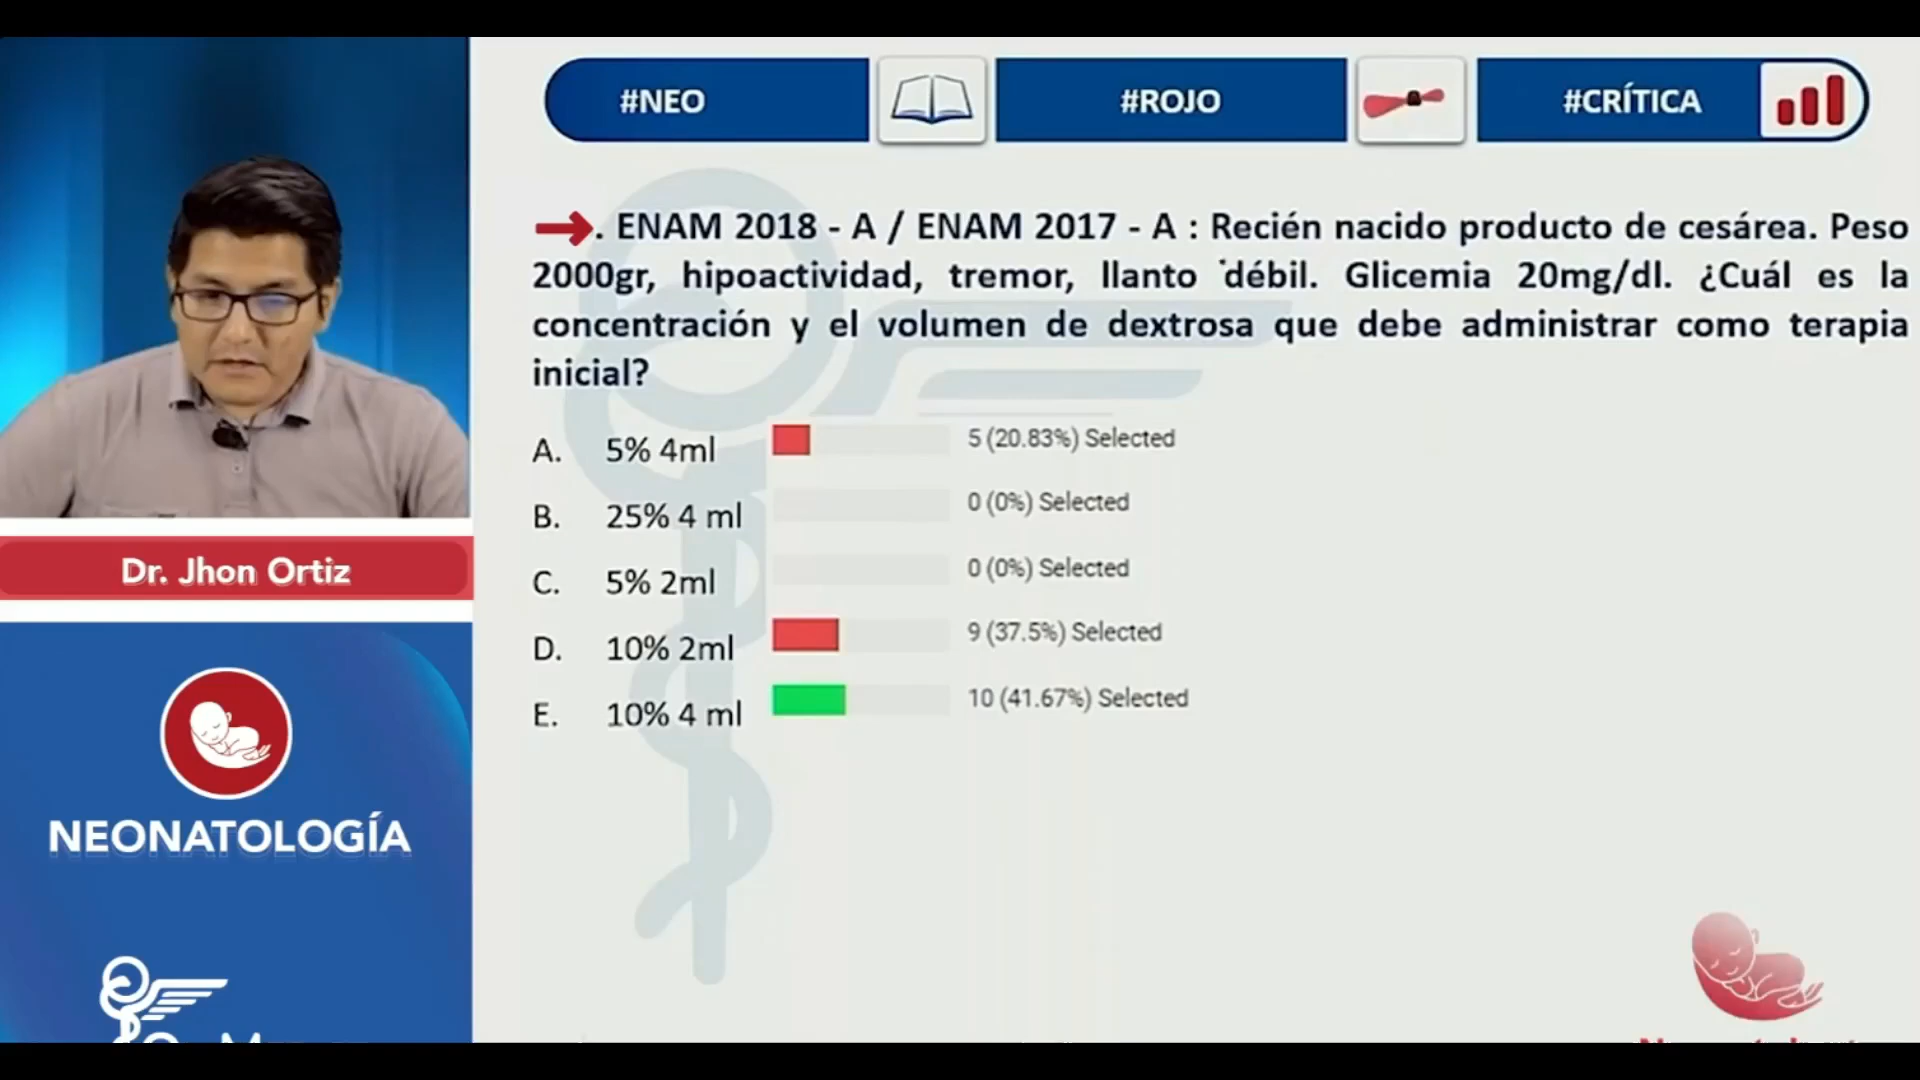 #NEO
#ROJO
#CRÍTICA
. ENAM 2018 - A / ENAM 2017 - A : Recién nacido producto de cesárea. Peso
2000gr, hipoactividad, tremor, llanto débil. Glicemia 20mg/dl. ¿Cuál es la
concentración y el volumen de dextrosa que debe administrar como terapia
inicial?
A. 5% 4ml 5 (20.83%) Selected
B. 25% 4 ml 0 (0%) Selected
C. 5% 2ml 0 (0%) Selected
D. 10% 2ml 9 (37.5%) Selected
E. 10% 4 ml 10 (41.67%) Selected
Dr. Jhon Ortiz
NEONATOLOGÍA